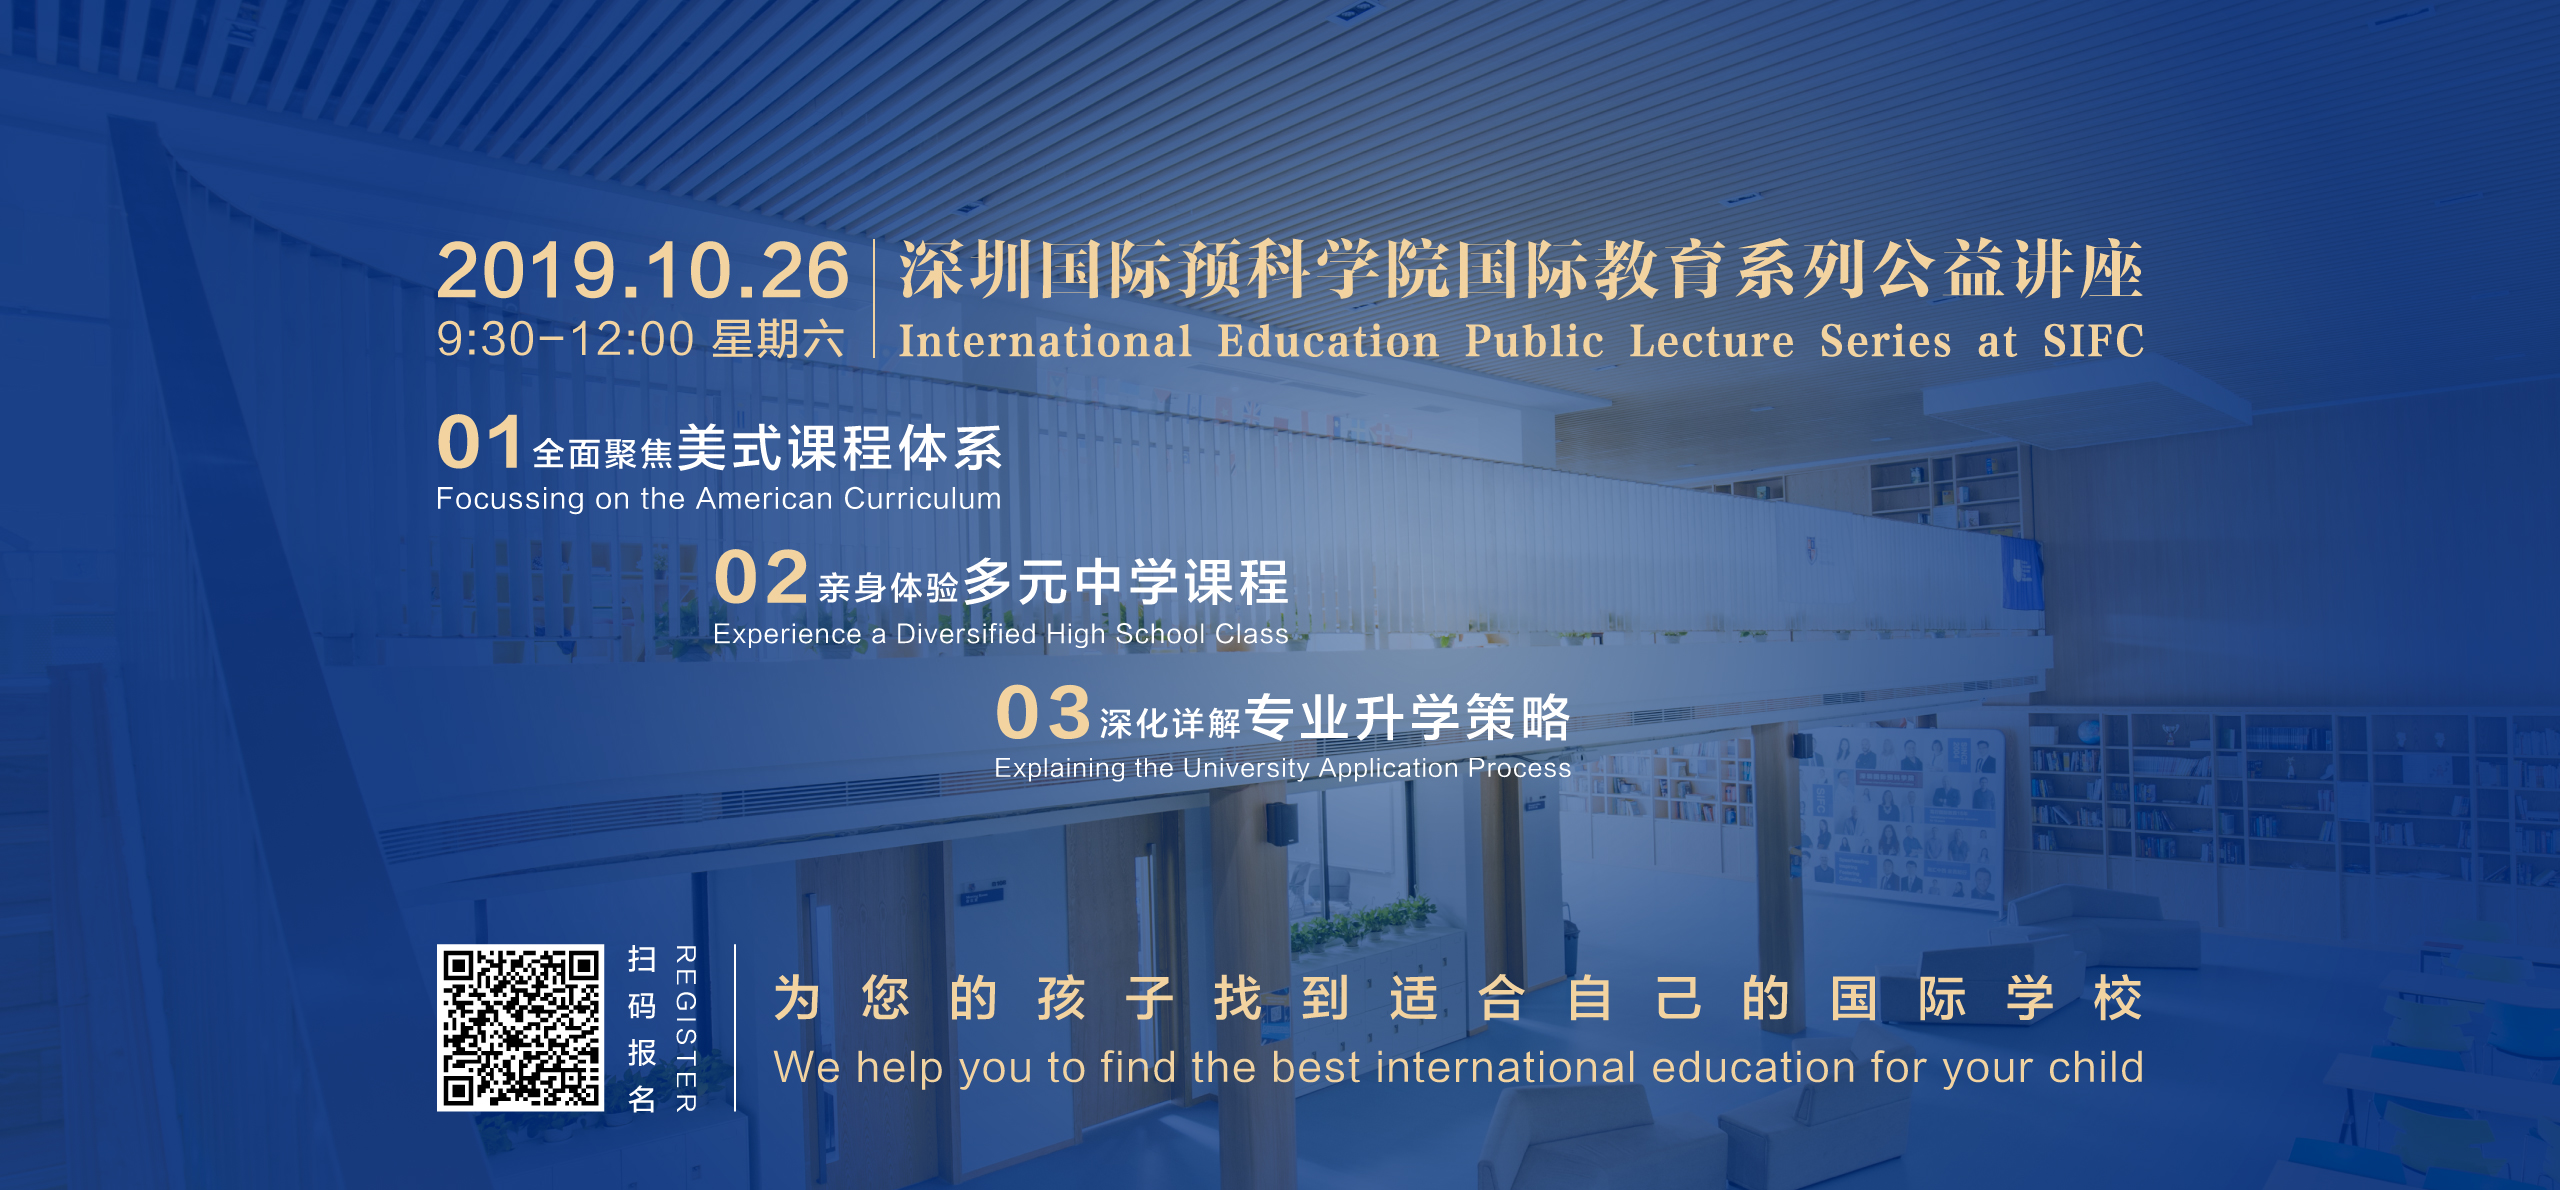 2019.10.26
9:30-12:00 星期六
深圳国际预科学院国际教育系列公益讲座
International Education Public Lecture Series at SIFC
01 全面聚焦美式课程体系
Focussing on the American Curriculum
02 亲身体验多元中学课程
Experience a Diversified High School Class
03 深化详解专业升学策略
Explaining the University Application Process
扫码报名
REGISTER
为您的孩子找到适合自己的国际学校
We help you to find the best international education for your child